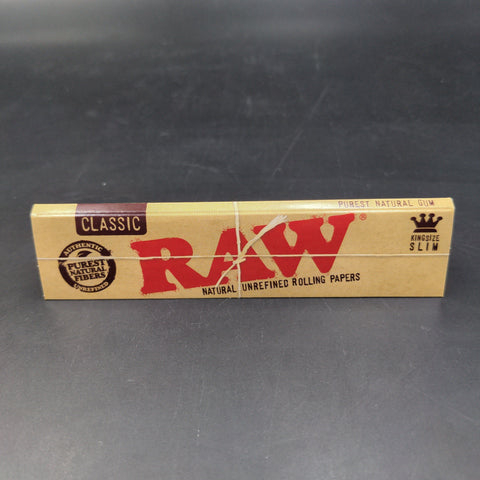 CLASSIC
PUREST NATURAL GUM
AUTHENTIC
PUREST
NATURAL
FIBERS
UNREFINED
RAW®
NATURAL UNREFINED ROLLING PAPERS
KINGSIZE
SLIM